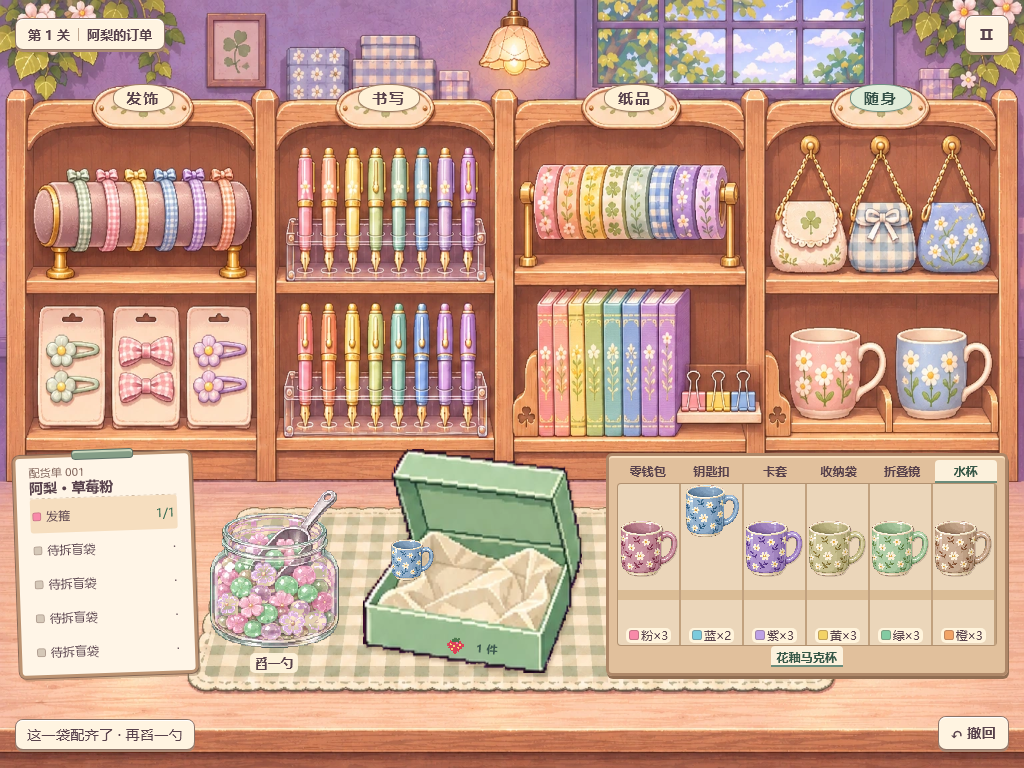 第 1 关 | 阿梨的订单
II
发饰
书写
纸品
随身
配货单 001
阿梨·草莓粉
发箍 1/1
待拆盲袋 ·
待拆盲袋 ·
待拆盲袋 ·
待拆盲袋 ·
舀一勺
1 件
零钱包 钥匙扣 卡套 收纳袋 折叠镜 水杯
粉×3 蓝×2 紫×3 黄×3 绿×3 橙×3
花釉马克杯
这一袋配齐了·再舀一勺
↶ 撤回